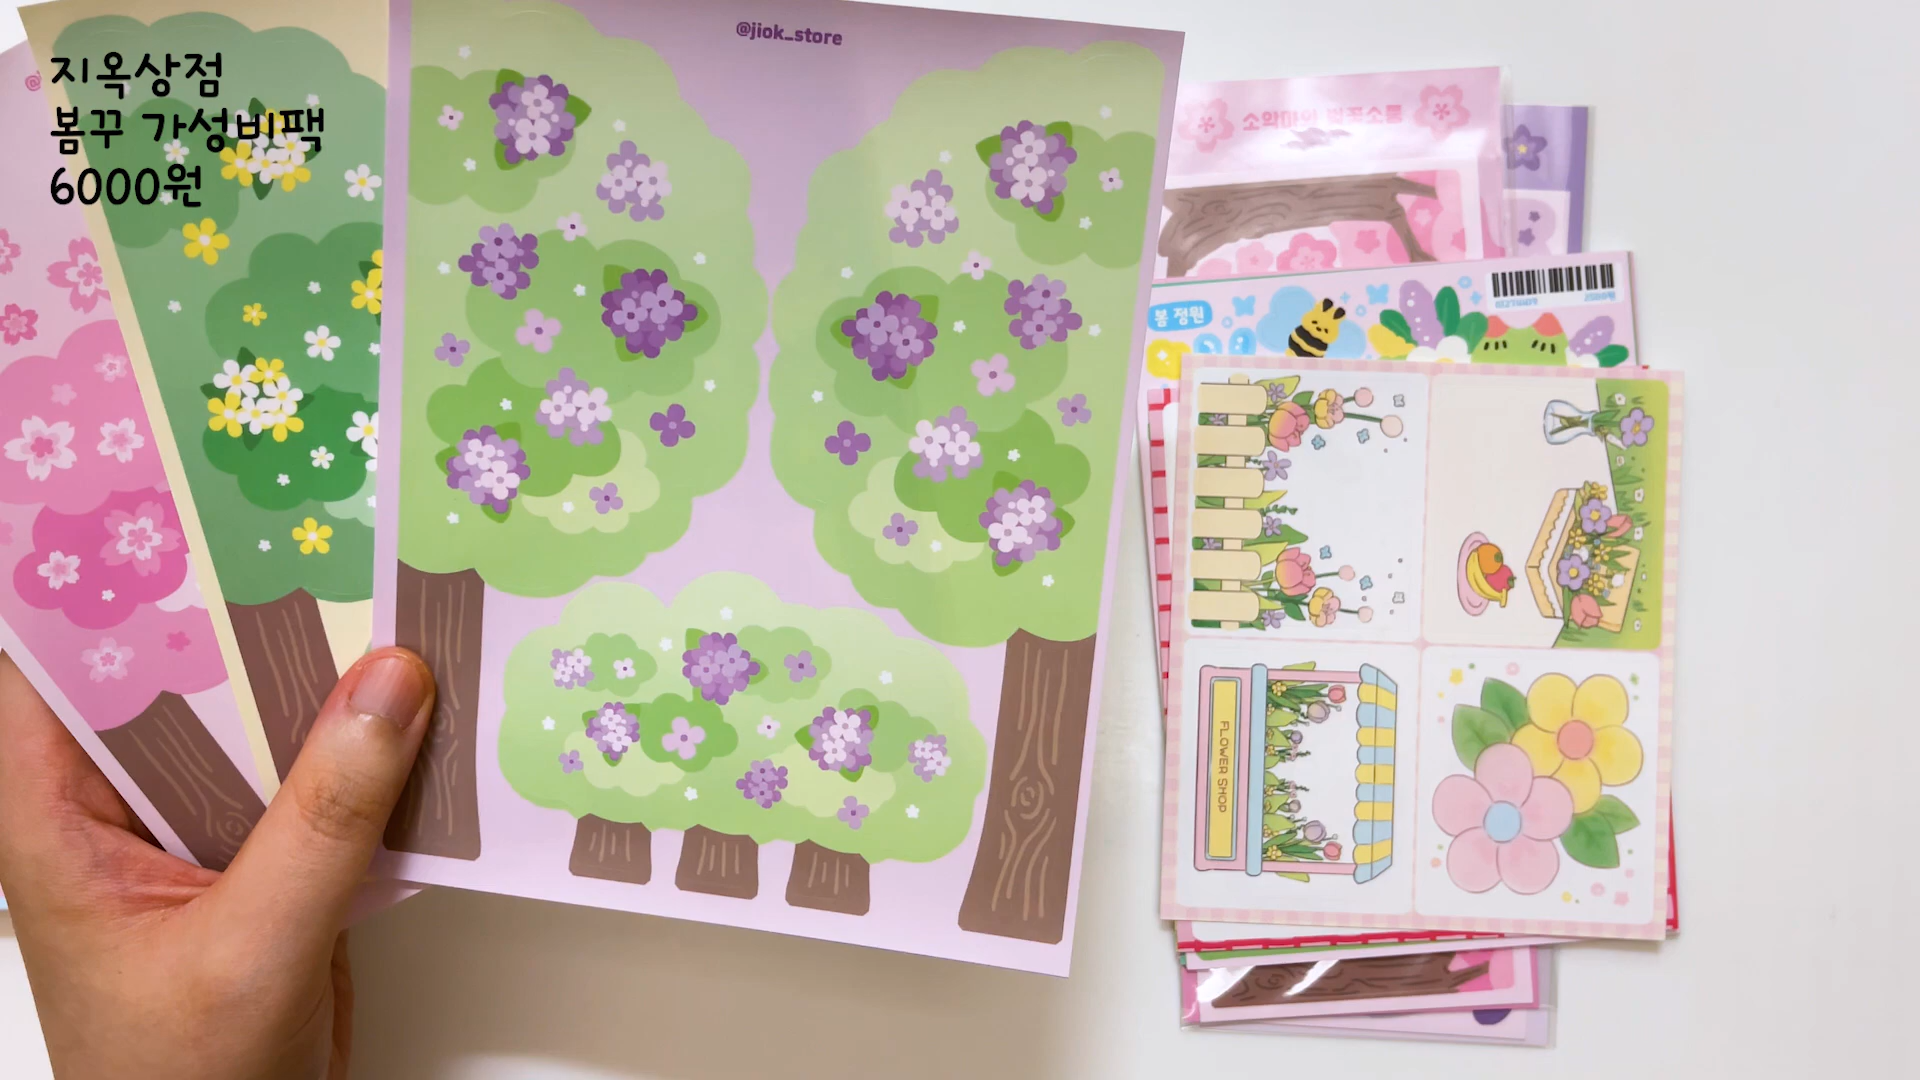 지옥상점
봄꾸 가성비팩
6000원
@jiok_store
봄 정원
FLOWER SHOP